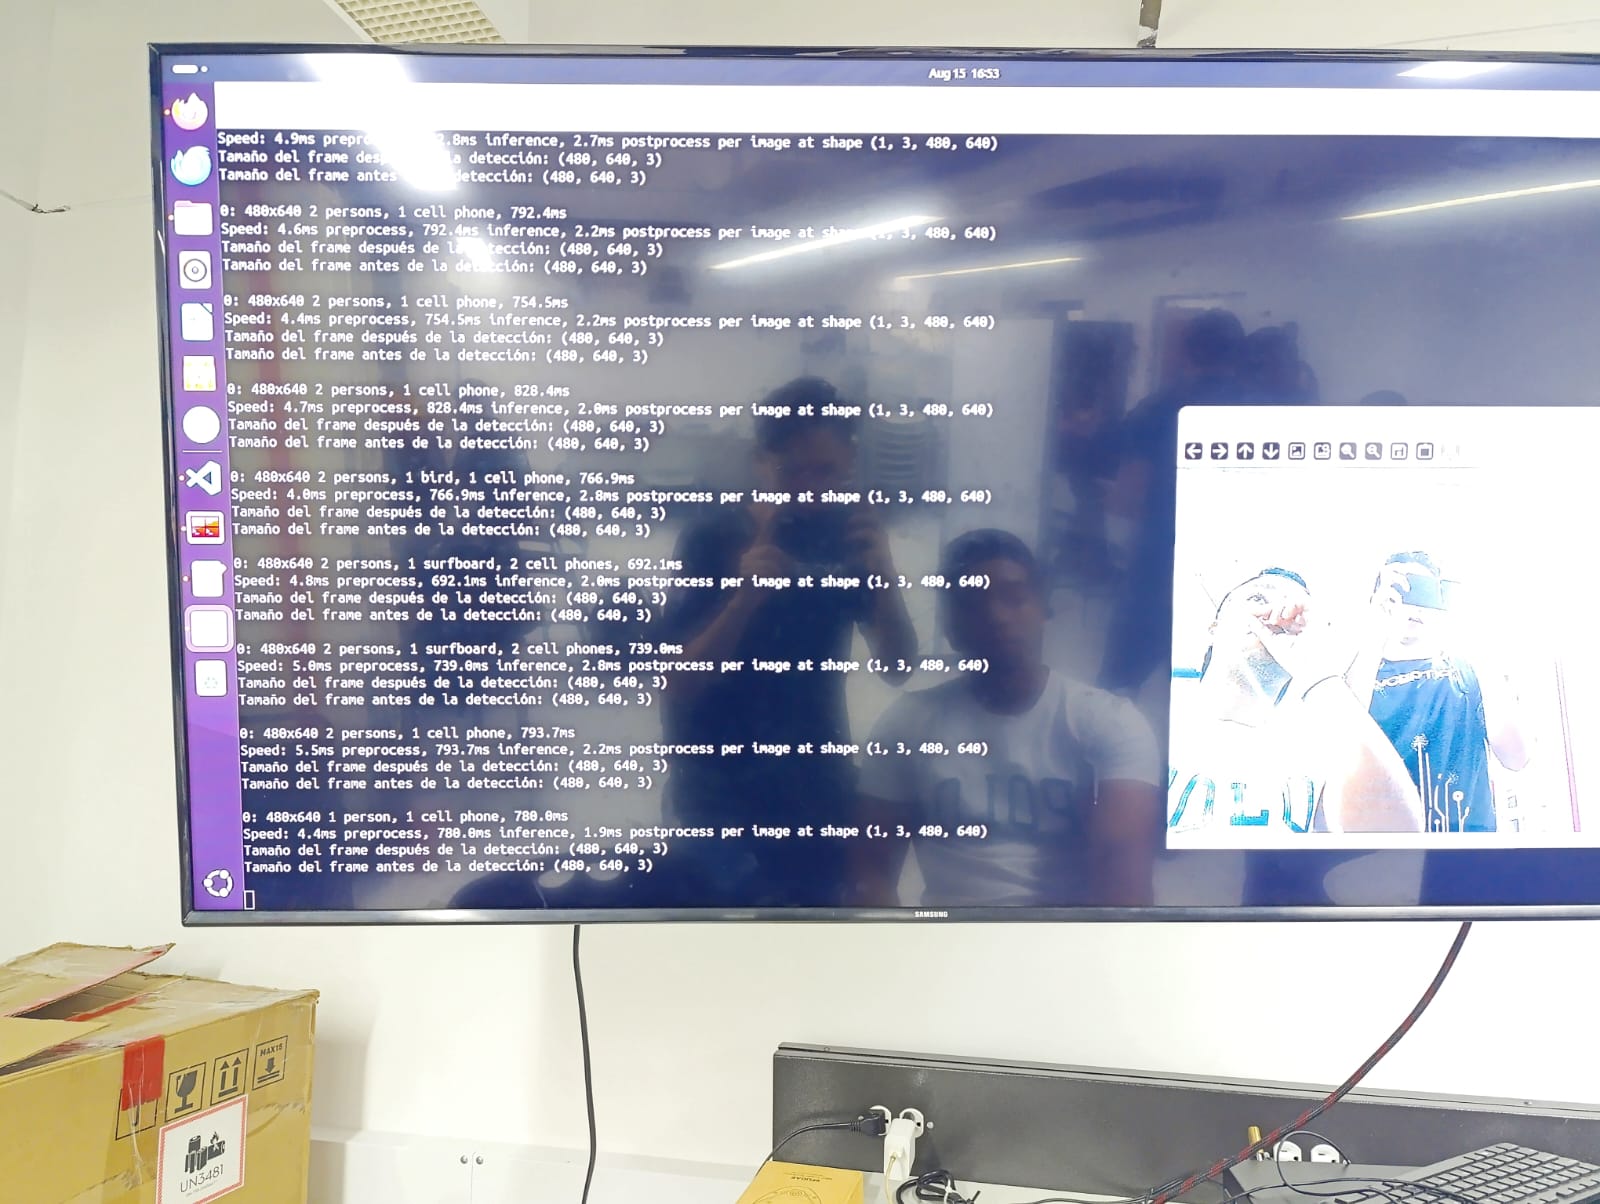 Aug 15 16:53
Speed: 4.9ms 2.8ms inference, 2.7ms postprocess per image at shape (1, 3, 480, 640)
Tamaño del frame la detección: (480, 640, 3)
Tamaño del frame antes detección: (480, 640, 3)
0: 480x640 2 persons, 1 cell phone, 792.4ms
Speed: 4.6ms preprocess, 792.4ms inference, 2.2ms postprocess per image at shape (1, 3, 480, 640)
Tamaño del frame después de la detección: (480, 640, 3)
Tamaño del frame antes de la detección: (480, 640, 3)
0: 480x640 2 persons, 1 cell phone, 754.5ms
Speed: 4.4ms preprocess, 754.5ms inference, 2.2ms postprocess per image at shape (1, 3, 480, 640)
Tamaño del frame después de la detección: (480, 640, 3)
Tamaño del frame antes de la detección: (480, 640, 3)
0: 480x640 2 persons, 1 cell phone, 828.4ms
Speed: 4.7ms preprocess, 828.4ms inference, 2.0ms postprocess per image at shape (1, 3, 480, 640)
Tamaño del frame después de la detección: (480, 640, 3)
Tamaño del frame antes de la detección: (480, 640, 3)
0: 480x640 2 persons, 1 bird, 1 cell phone, 766.9ms
Speed: 4.0ms preprocess, 766.9ms inference, 2.8ms postprocess per image at shape (1, 3, 480, 640)
Tamaño del frame después de la detección: (480, 640, 3)
Tamaño del frame antes de la detección: (480, 640, 3)
0: 480x640 2 persons, 1 surfboard, 2 cell phones, 692.1ms
Speed: 4.8ms preprocess, 692.1ms inference, 2.0ms postprocess per image at shape (1, 3, 480, 640)
Tamaño del frame después de la detección: (480, 640, 3)
Tamaño del frame antes de la detección: (480, 640, 3)
0: 480x640 2 persons, 1 surfboard, 2 cell phones, 739.0ms
Speed: 5.0ms preprocess, 739.0ms inference, 2.8ms postprocess per image at shape (1, 3, 480, 640)
Tamaño del frame después de la detección: (480, 640, 3)
Tamaño del frame antes de la detección: (480, 640, 3)
0: 480x640 2 persons, 1 cell phone, 793.7ms
Speed: 5.5ms preprocess, 793.7ms inference, 2.2ms postprocess per image at shape (1, 3, 480, 640)
Tamaño del frame después de la detección: (480, 640, 3)
Tamaño del frame antes de la detección: (480, 640, 3)
0: 480x640 1 person, 1 cell phone, 780.0ms
Speed: 4.4ms preprocess, 780.0ms inference, 1.9ms postprocess per image at shape (1, 3, 480, 640)
Tamaño del frame después de la detección: (480, 640, 3)
Tamaño del frame antes de la detección: (480, 640, 3)
SAMSUNG
MAX15
UN3481